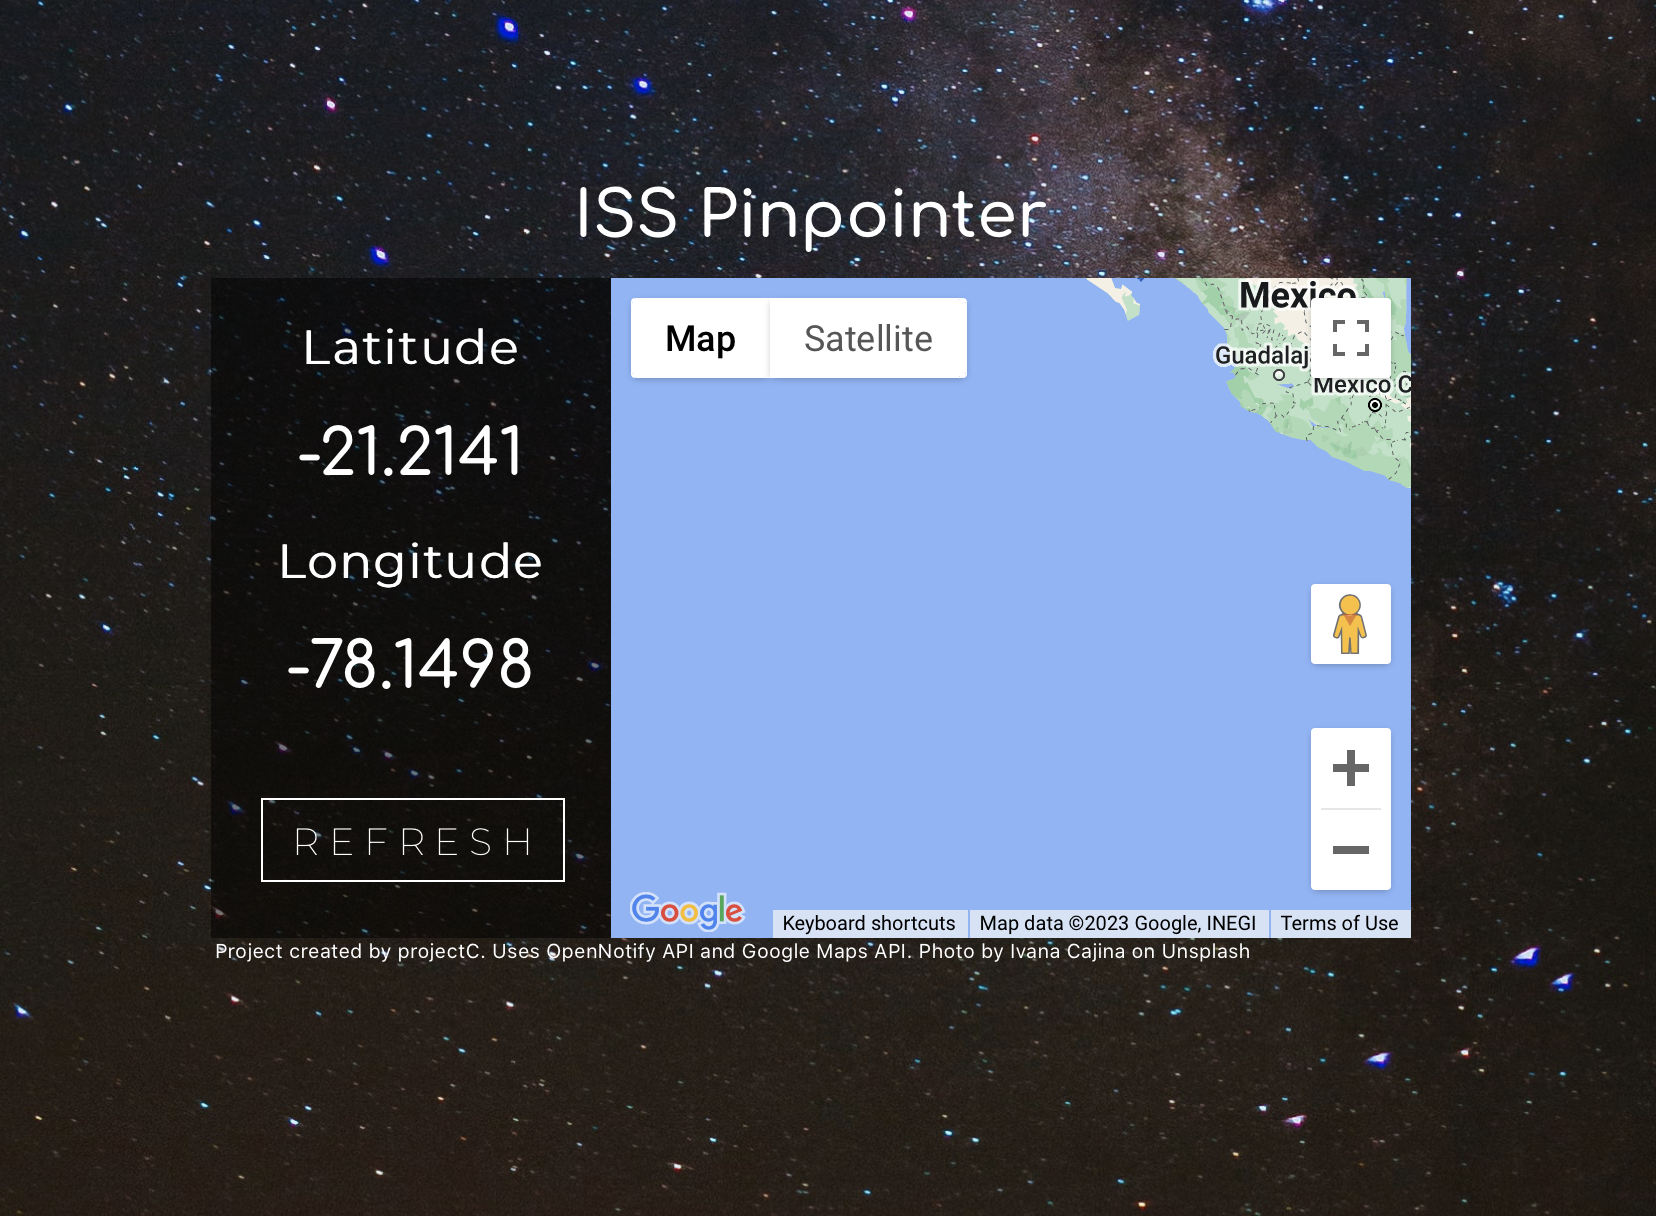 ISS Pinpointer
Latitude
-21.2141
Longitude
-78.1498
REFRESH
Map
Satellite
Mexico
Guadalaj
Mexico C
Google
Keyboard shortcuts
Map data ©2023 Google, INEGI
Terms of Use
Project created by projectC. Uses OpenNotify API and Google Maps API. Photo by Ivana Cajina on Unsplash